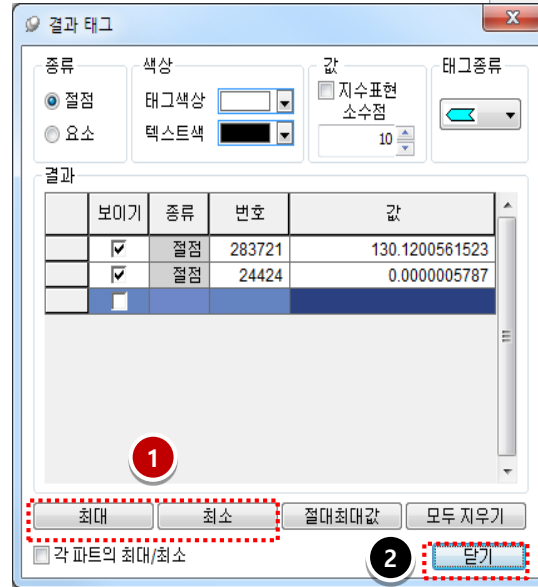 결과 태그
종류 색상 값 태그종류
절점 태그색상 지수표현
소수점
요소 텍스트색 10
결과
보이기 종류 번호 값
절점 283721 130.1200561523
절점 24424 0.0000005787
1
최대 최소 절대최대값 모두 지우기
각 파트의 최대/최소 2 닫기